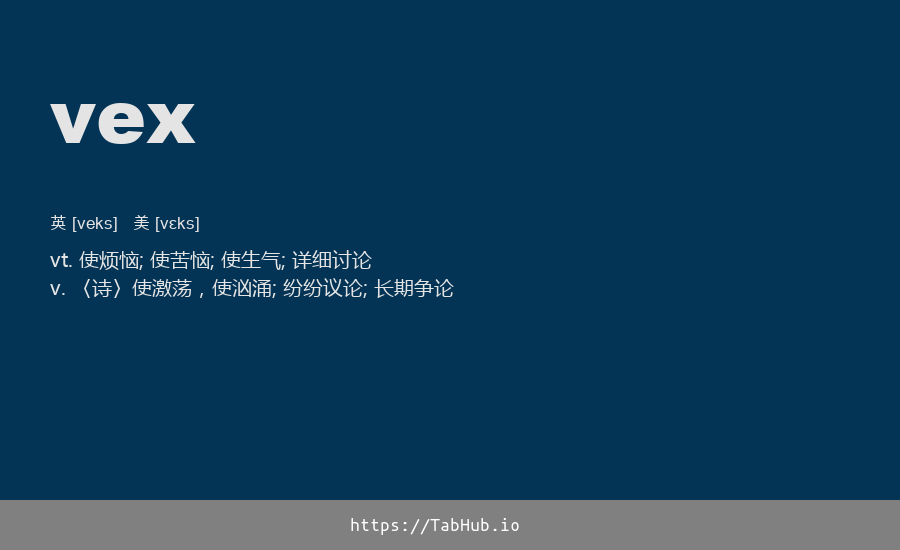 vex
英 [veks] 美 [vɛks]
vt. 使烦恼; 使苦恼; 使生气; 详细讨论
v. 〈诗〉使激荡，使汹涌; 纷纷议论; 长期争论
https://TabHub.io